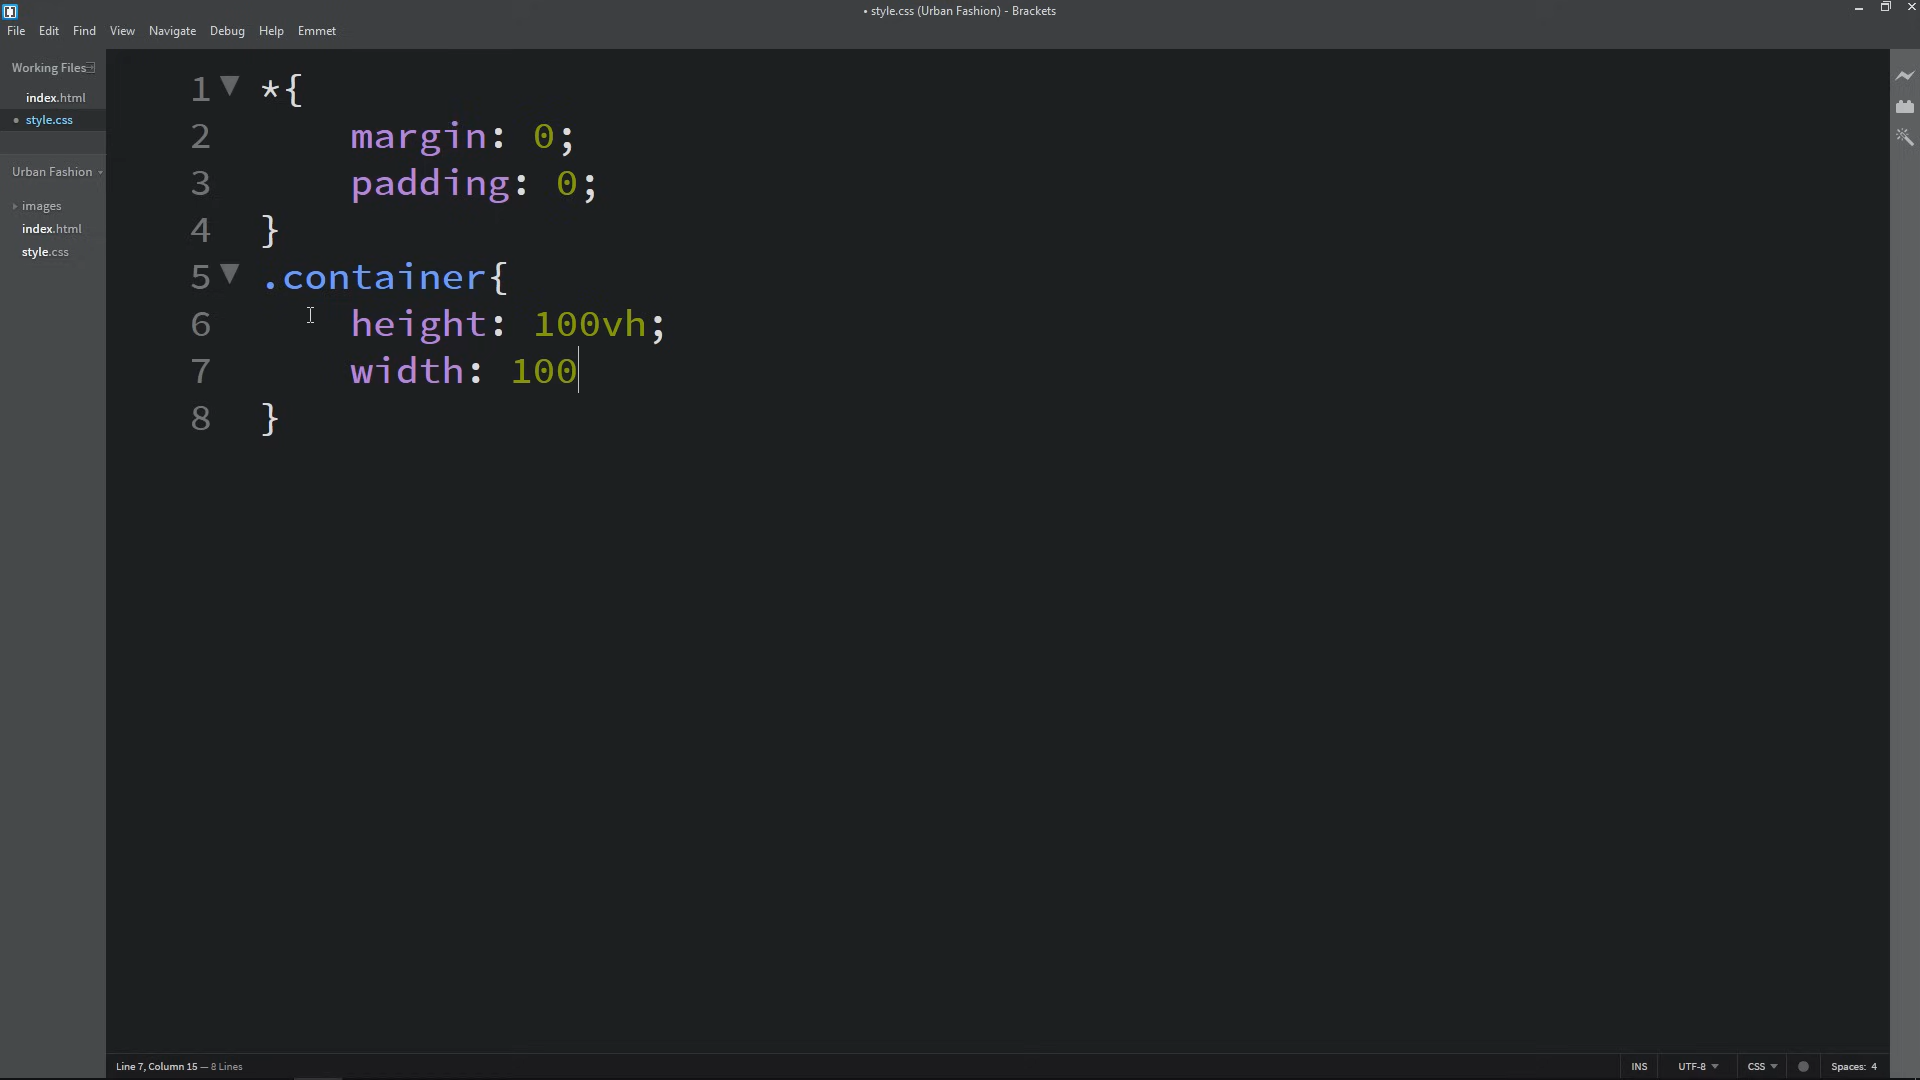 • style.css (Urban Fashion) - Brackets
File Edit Find View Navigate Debug Help Emmet
Working Files
index.html
• style.css
Urban Fashion
images
index.html
style.css
1 *{
2     margin: 0;
3     padding: 0;
4 }
5 .container{
6     height: 100vh;
7     width: 100
8 }
Line 7, Column 15 — 8 Lines
INS UTF-8 CSS Spaces: 4